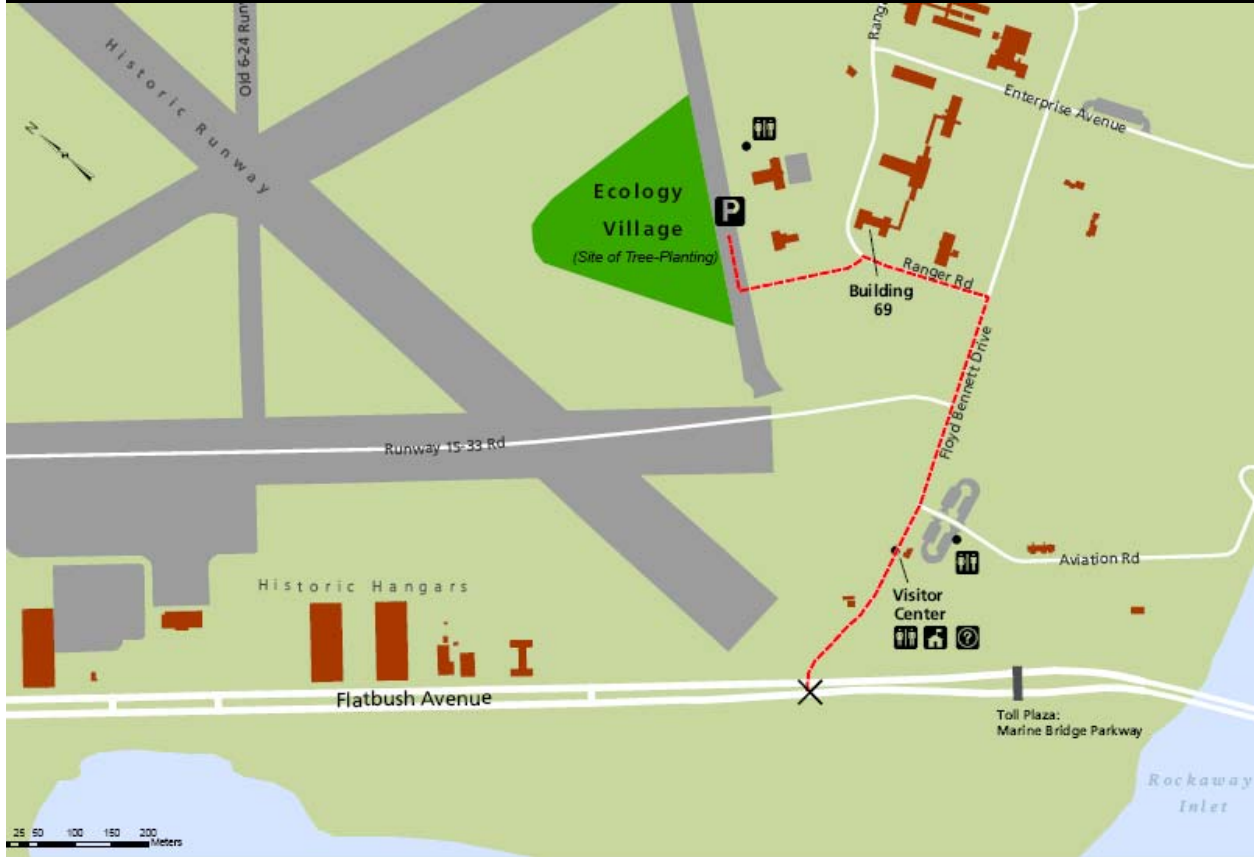 Historic Runway
Old 6-24 Run
Rang
Enterprise Avenue
N
Ecology
Village
(Site of Tree-Planting)
P
Ranger Rd
Building
69
Floyd Bennett Drive
Runway 15-33 Rd
Aviation Rd
Historic Hangars
Visitor
Center
?
Flatbush Avenue
Toll Plaza:
Marine Bridge Parkway
Rockaway
Inlet
25 50 100 150 200
Meters